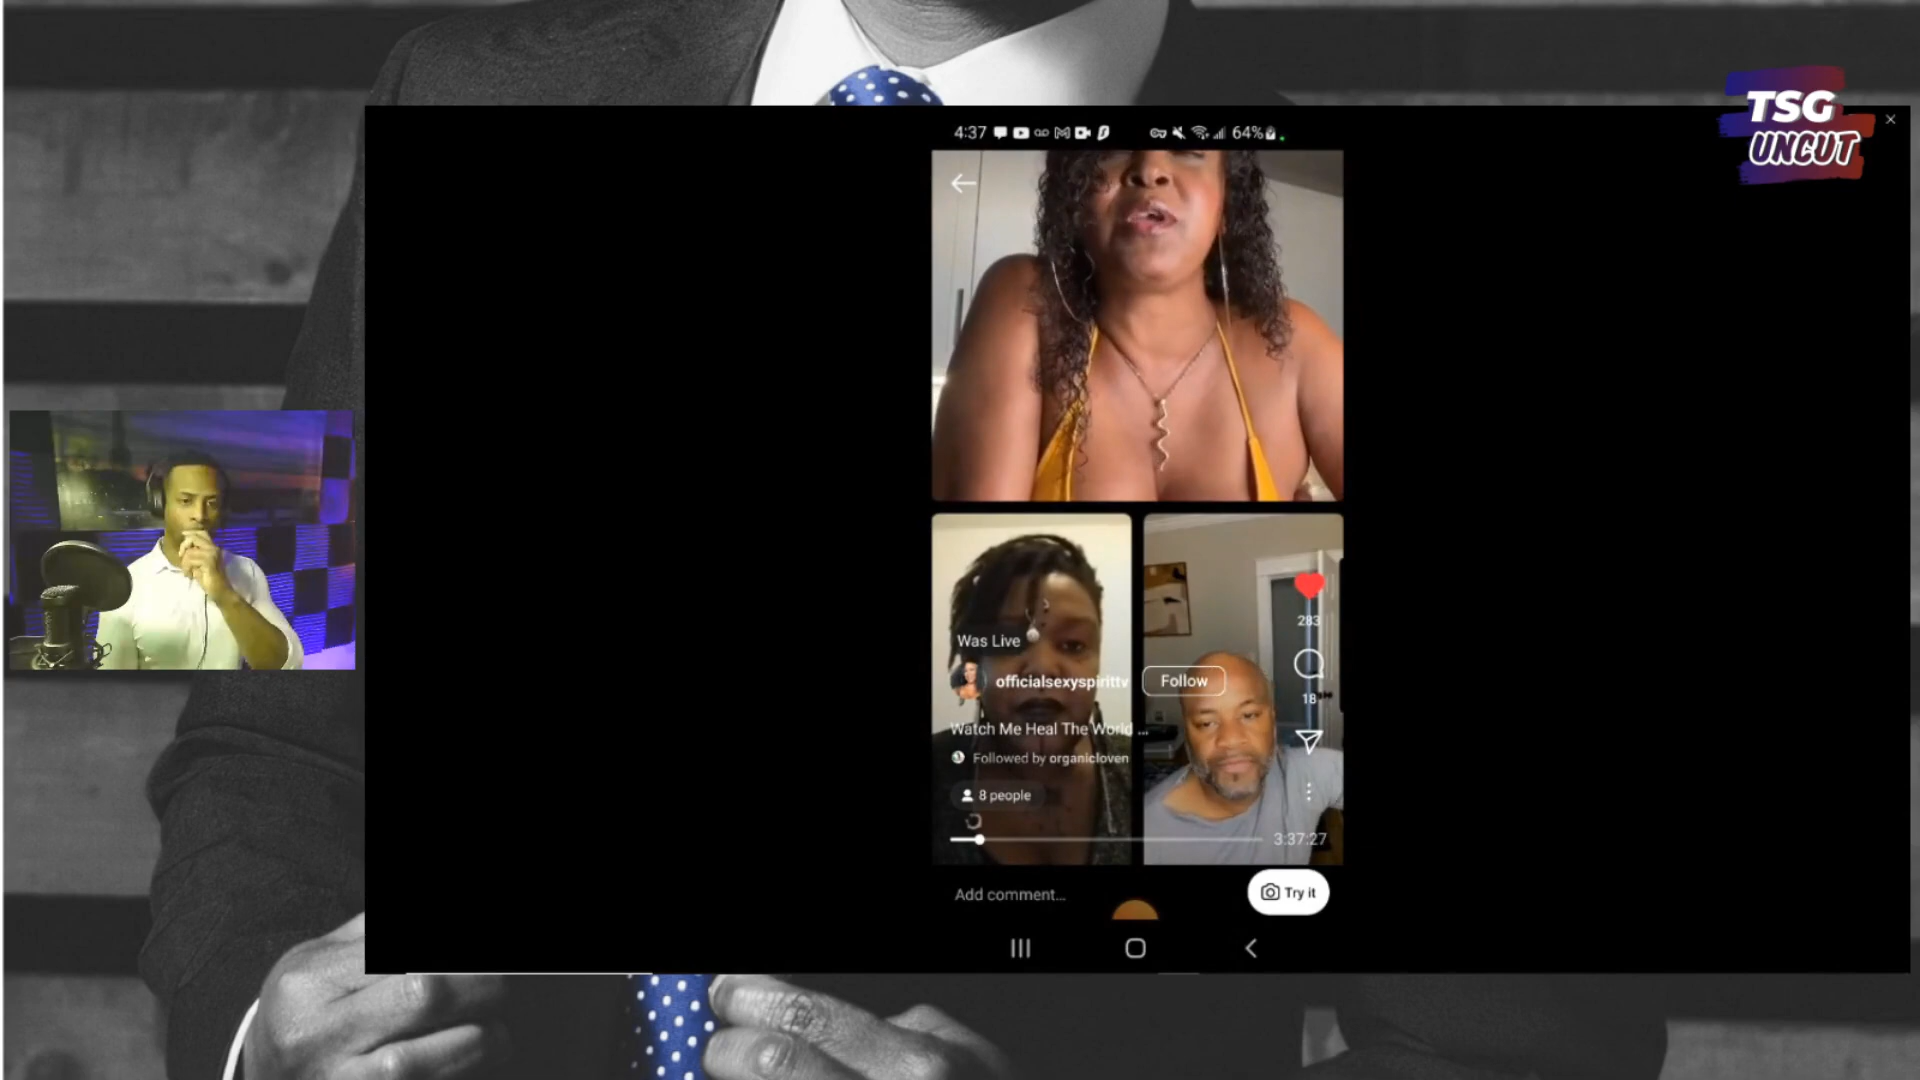 TSG
UNCUT
4:37
64%
Was Live
officialsexyspirittv
Follow
283
18
Watch Me Heal The World ...
Followed by organicloven
8 people
3:37:27
Add comment...
Try it